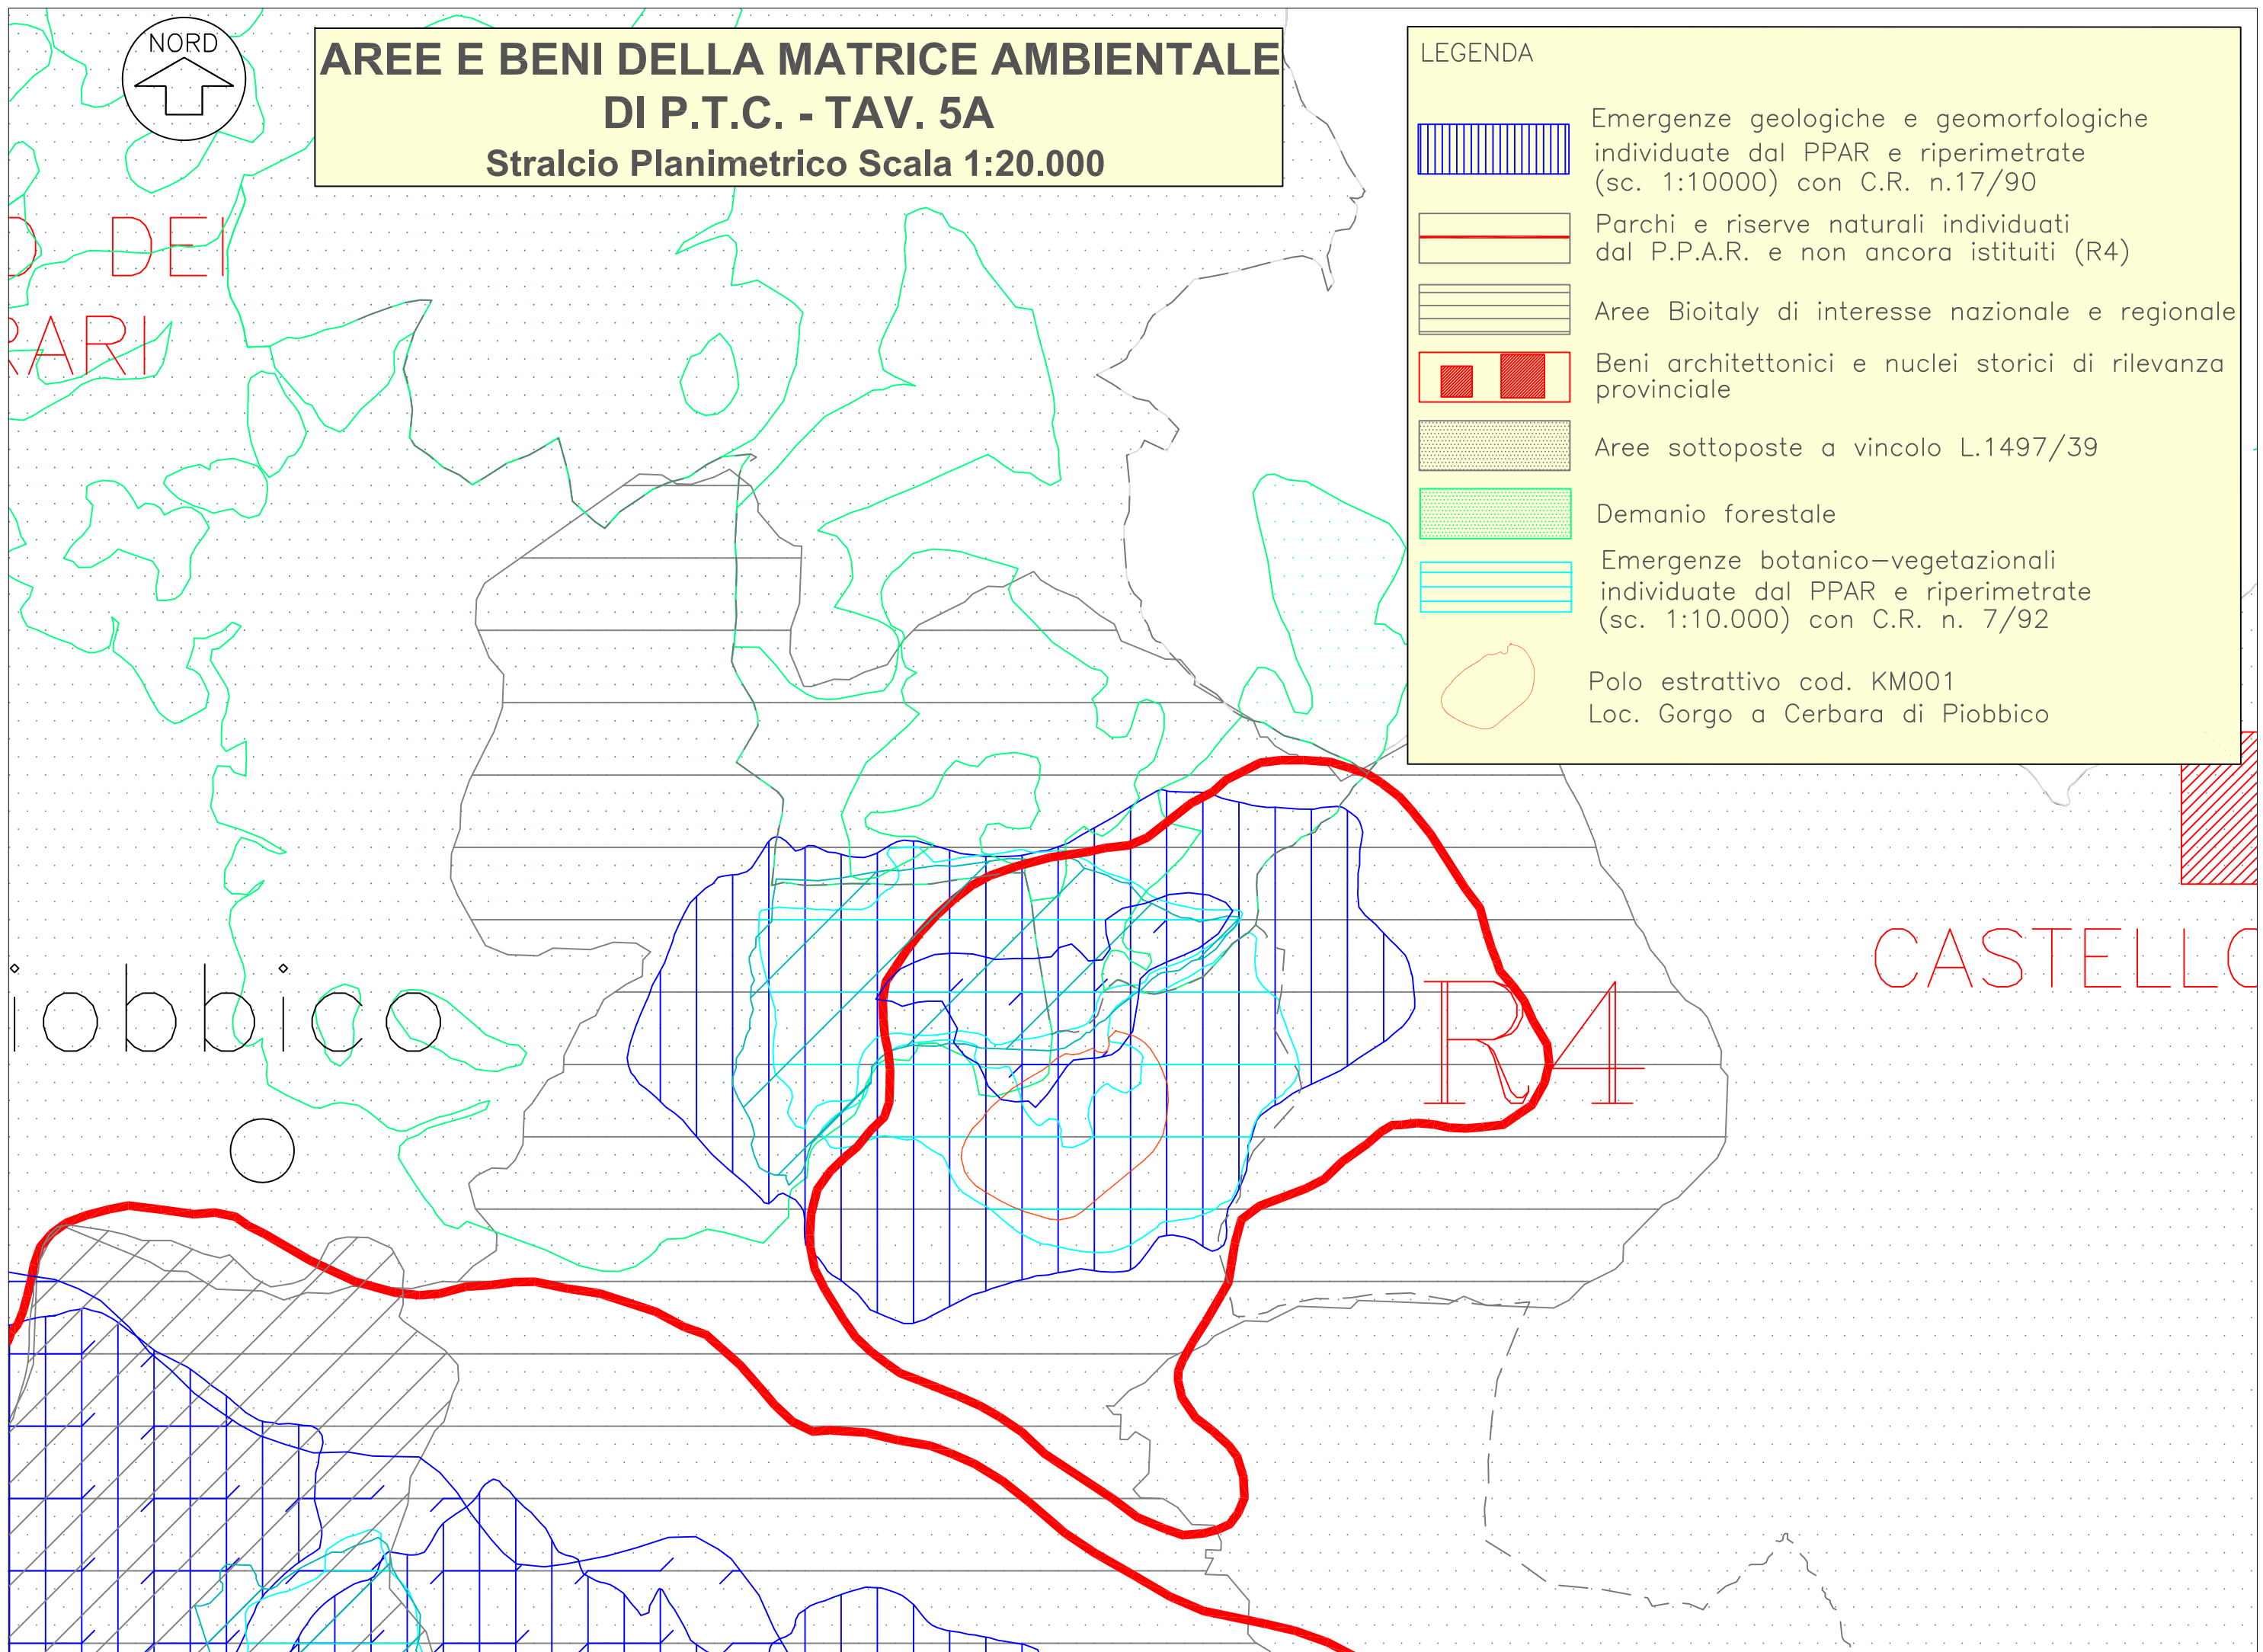 NORD
AREE E BENI DELLA MATRICE AMBIENTALE
DI P.T.C. - TAV. 5A
Stralcio Planimetrico Scala 1:20.000
LEGENDA
Emergenze geologiche e geomorfologiche
individuate dal PPAR e riperimetrate
(sc. 1:10000) con C.R. n.17/90
Parchi e riserve naturali individuati
dal P.P.A.R. e non ancora istituiti (R4)
Aree Bioitaly di interesse nazionale e regionale
Beni architettonici e nuclei storici di rilevanza
provinciale
Aree sottoposte a vincolo L.1497/39
Demanio forestale
Emergenze botanico-vegetazionali
individuate dal PPAR e riperimetrate
(sc. 1:10.000) con C.R. n. 7/92
Polo estrattivo cod. KM001
Loc. Gorgo a Cerbara di Piobbico
O DEI
RARI
iobbico
R4
CASTELLO